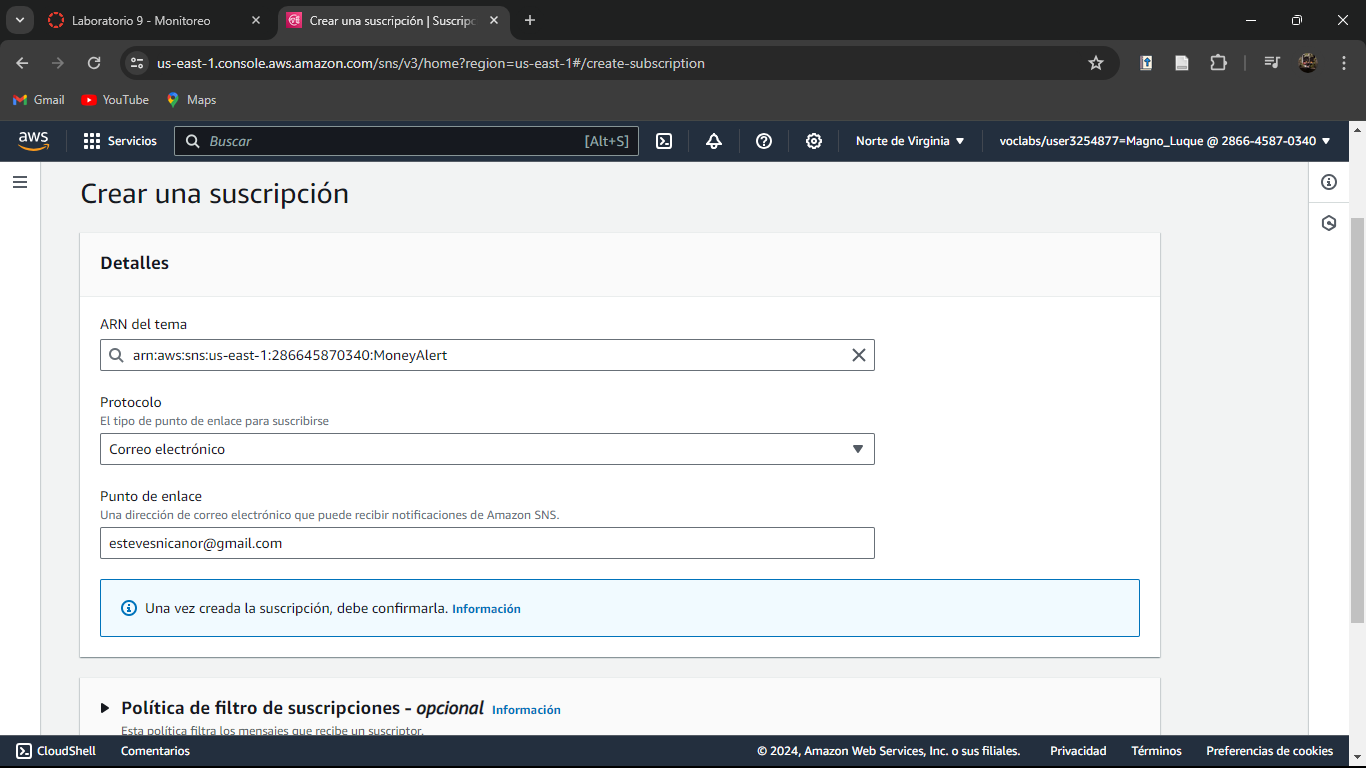 Laboratorio 9 - Monitoreo
Crear una suscripción | Suscripc
us-east-1.console.aws.amazon.com/sns/v3/home?region=us-east-1#/create-subscription
Gmail
YouTube
Maps
aws
Servicios
Buscar
[Alt+S]
Norte de Virginia
voclabs/user3254877=Magno_Luque @ 2866-4587-0340
Crear una suscripción
Detalles
ARN del tema
arn:aws:sns:us-east-1:286645870340:MoneyAlert
Protocolo
El tipo de punto de enlace para suscribirse
Correo electrónico
Punto de enlace
Una dirección de correo electrónico que puede recibir notificaciones de Amazon SNS.
estevesnicanor@gmail.com
Una vez creada la suscripción, debe confirmarla. Información
Política de filtro de suscripciones - opcional Información
Esta política filtra los mensajes que recibe un suscriptor.
CloudShell
Comentarios
© 2024, Amazon Web Services, Inc. o sus filiales.
Privacidad
Términos
Preferencias de cookies